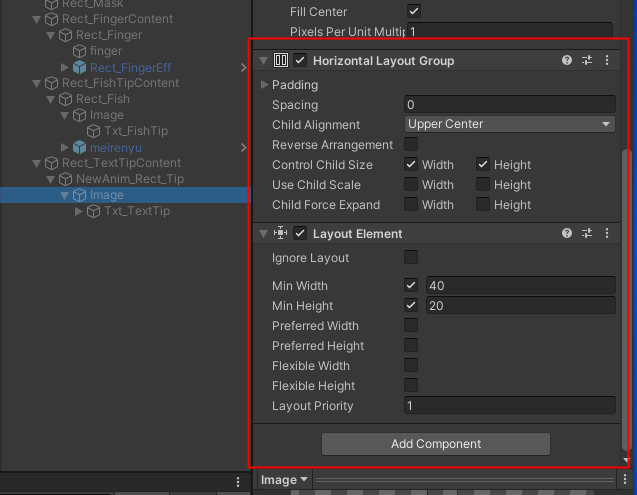 Rect_Mask
Rect_FingerContent
Rect_Finger
finger
Rect_FingerEff
Rect_FishTipContent
Rect_Fish
Image
Txt_FishTip
meirenyu
Rect_TextTipContent
NewAnim_Rect_Tip
Image
Txt_TextTip
Fill Center
Pixels Per Unit Multip 1
Horizontal Layout Group
Padding
Spacing 0
Child Alignment Upper Center
Reverse Arrangement
Control Child Size Width Height
Use Child Scale Width Height
Child Force Expand Width Height
Layout Element
Ignore Layout
Min Width 40
Min Height 20
Preferred Width
Preferred Height
Flexible Width
Flexible Height
Layout Priority 1
Add Component
Image